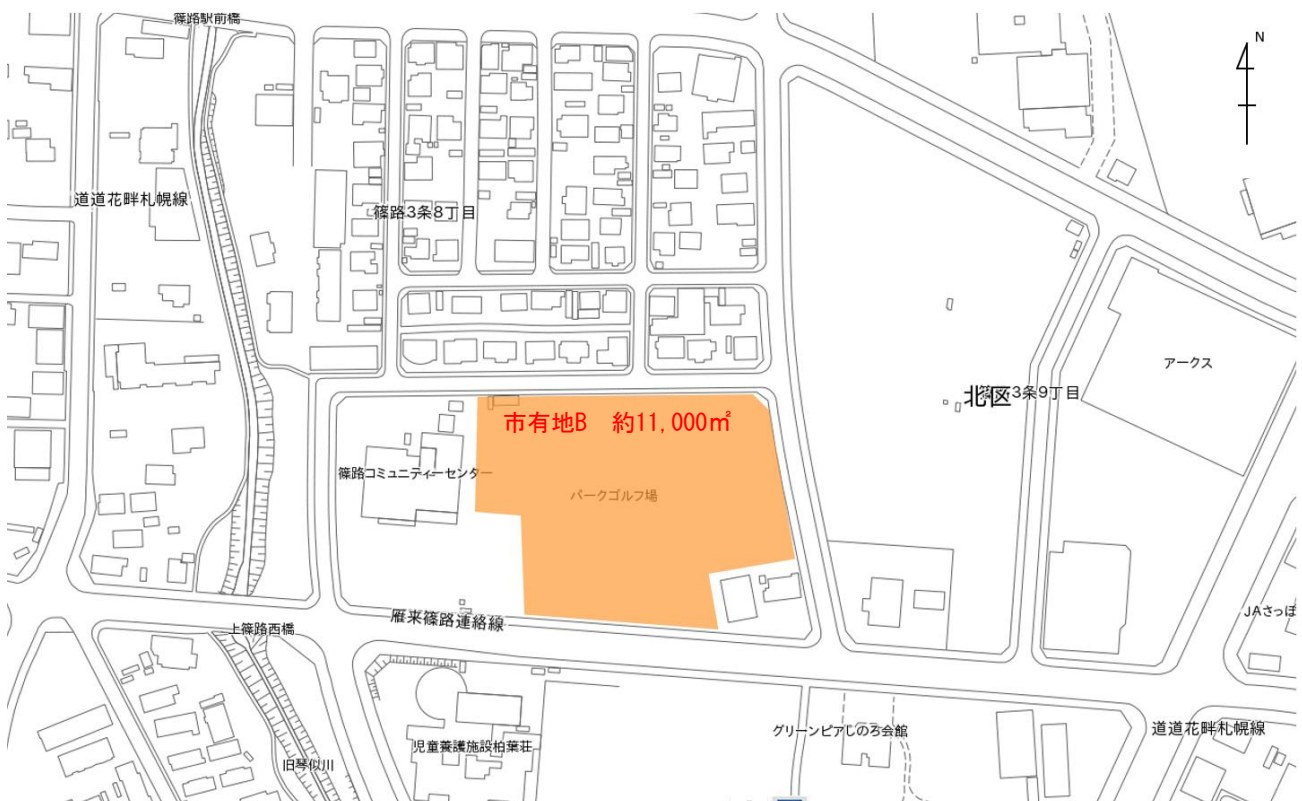 篠路駅前橋
N
道道花畔札幌線
篠路3条8丁目
アークス
北区
3条9丁目
市有地B 約11,000㎡
篠路コミュニティーセンター
パークゴルフ場
雁来篠路連絡線
JAさっぽ
上篠路西橋
グリーンピアしのろ会館
道道花畔札幌線
児童養護施設柏葉荘
旧琴似川